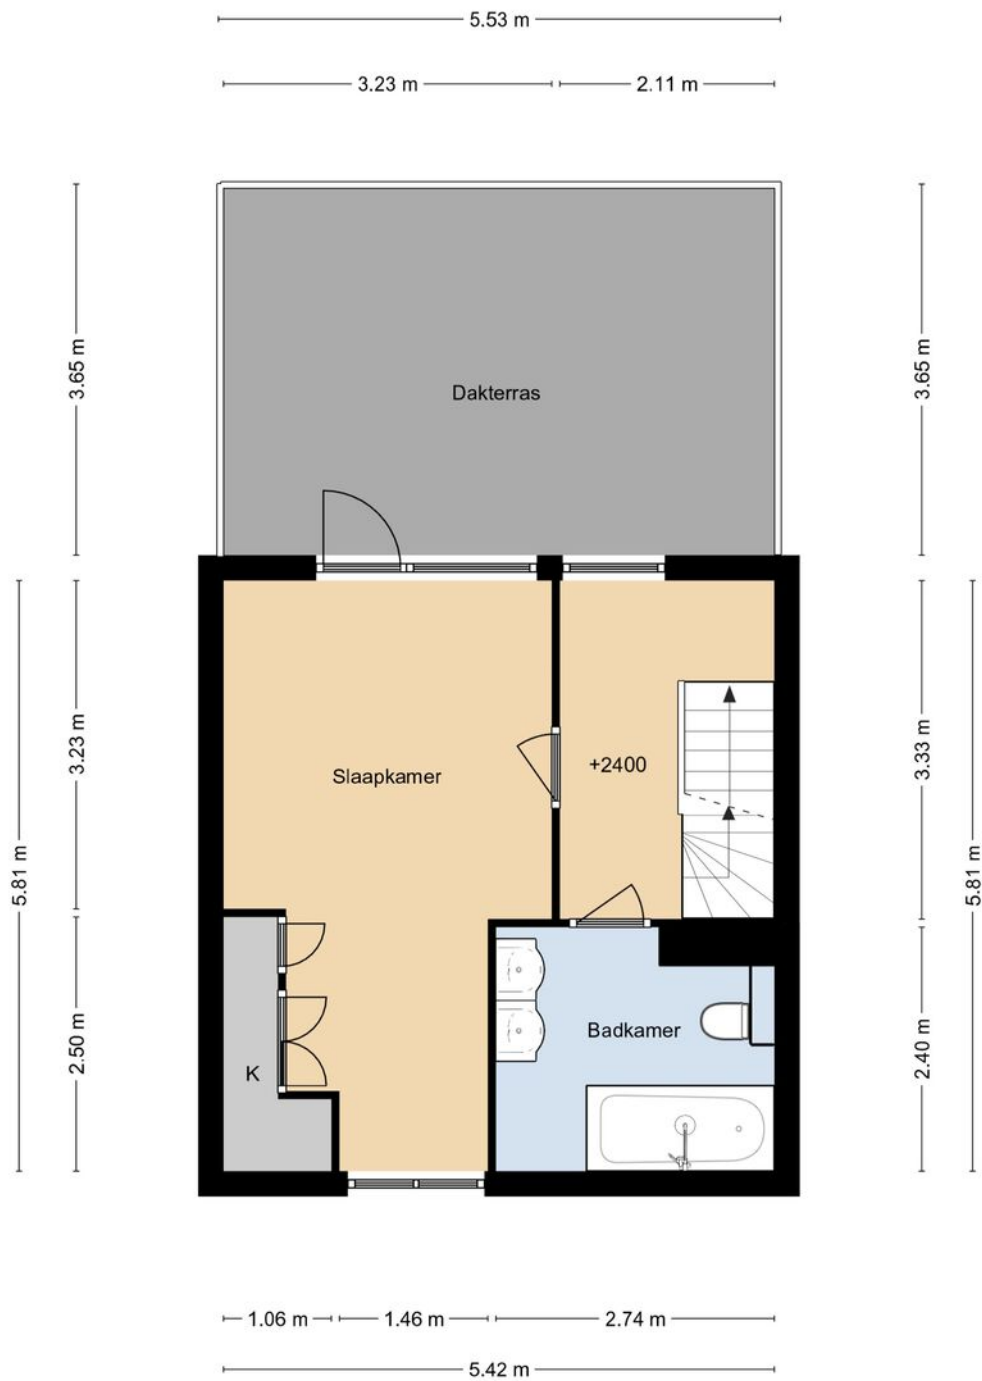 5.53 m
3.23 m
2.11 m
3.65 m
3.65 m
Dakterras
3.23 m
Slaapkamer
+2400
3.33 m
5.81 m
5.81 m
2.50 m
K
Badkamer
2.40 m
1.06 m
1.46 m
2.74 m
5.42 m